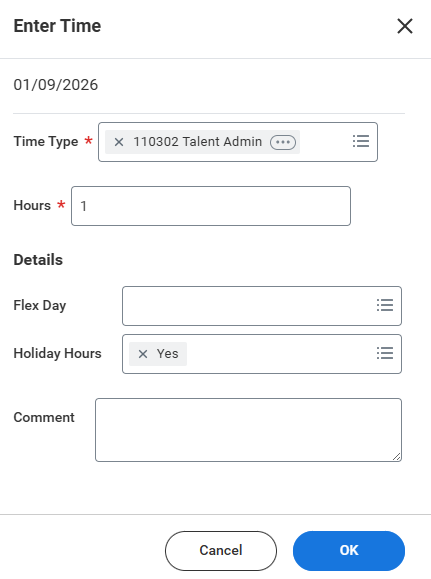 Enter Time
01/09/2026
Time Type * 110302 Talent Admin
Hours * 1
Details
Flex Day
Holiday Hours Yes
Comment
Cancel OK